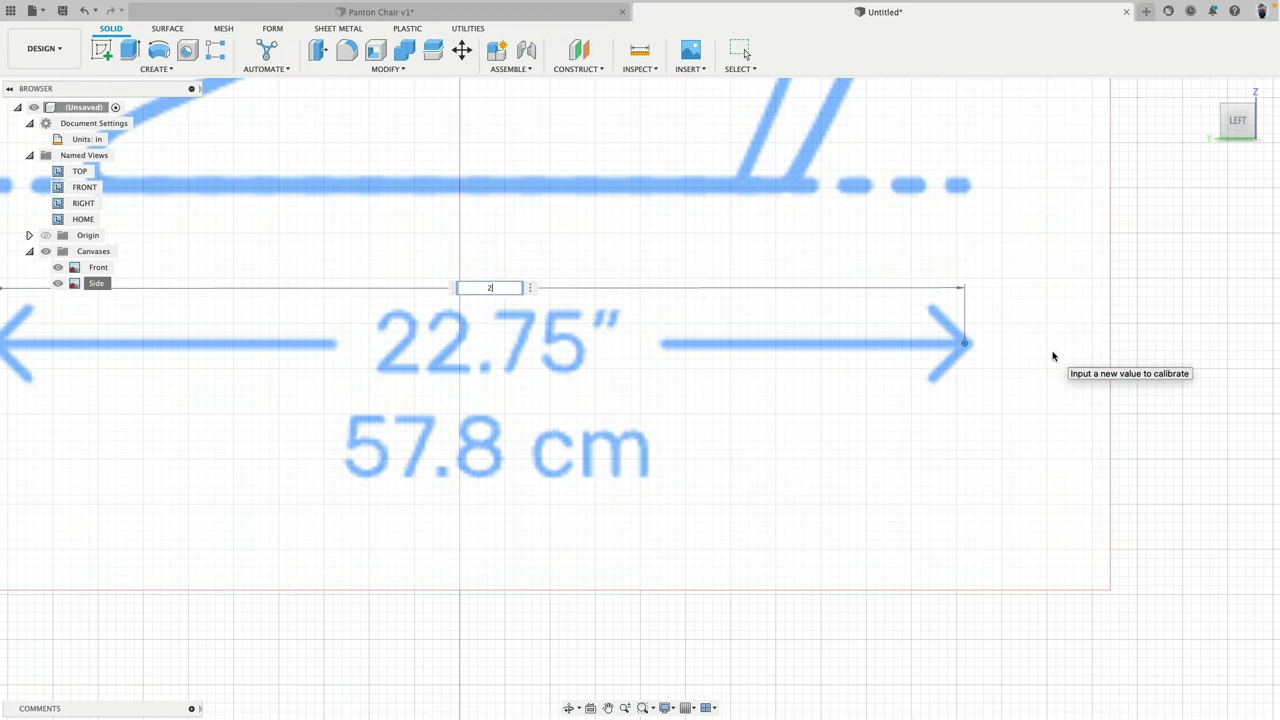 Panton Chair v1*
Untitled*
DESIGN
SOLID
SURFACE
MESH
FORM
SHEET METAL
PLASTIC
UTILITIES
CREATE
AUTOMATE
MODIFY
ASSEMBLE
CONSTRUCT
INSPECT
INSERT
SELECT
BROWSER
(Unsaved)
Document Settings
Units: in
Named Views
TOP
FRONT
RIGHT
HOME
Origin
Canvases
Front
Side
Z
LEFT
Y
2
22.75”
57.8 cm
Input a new value to calibrate
COMMENTS